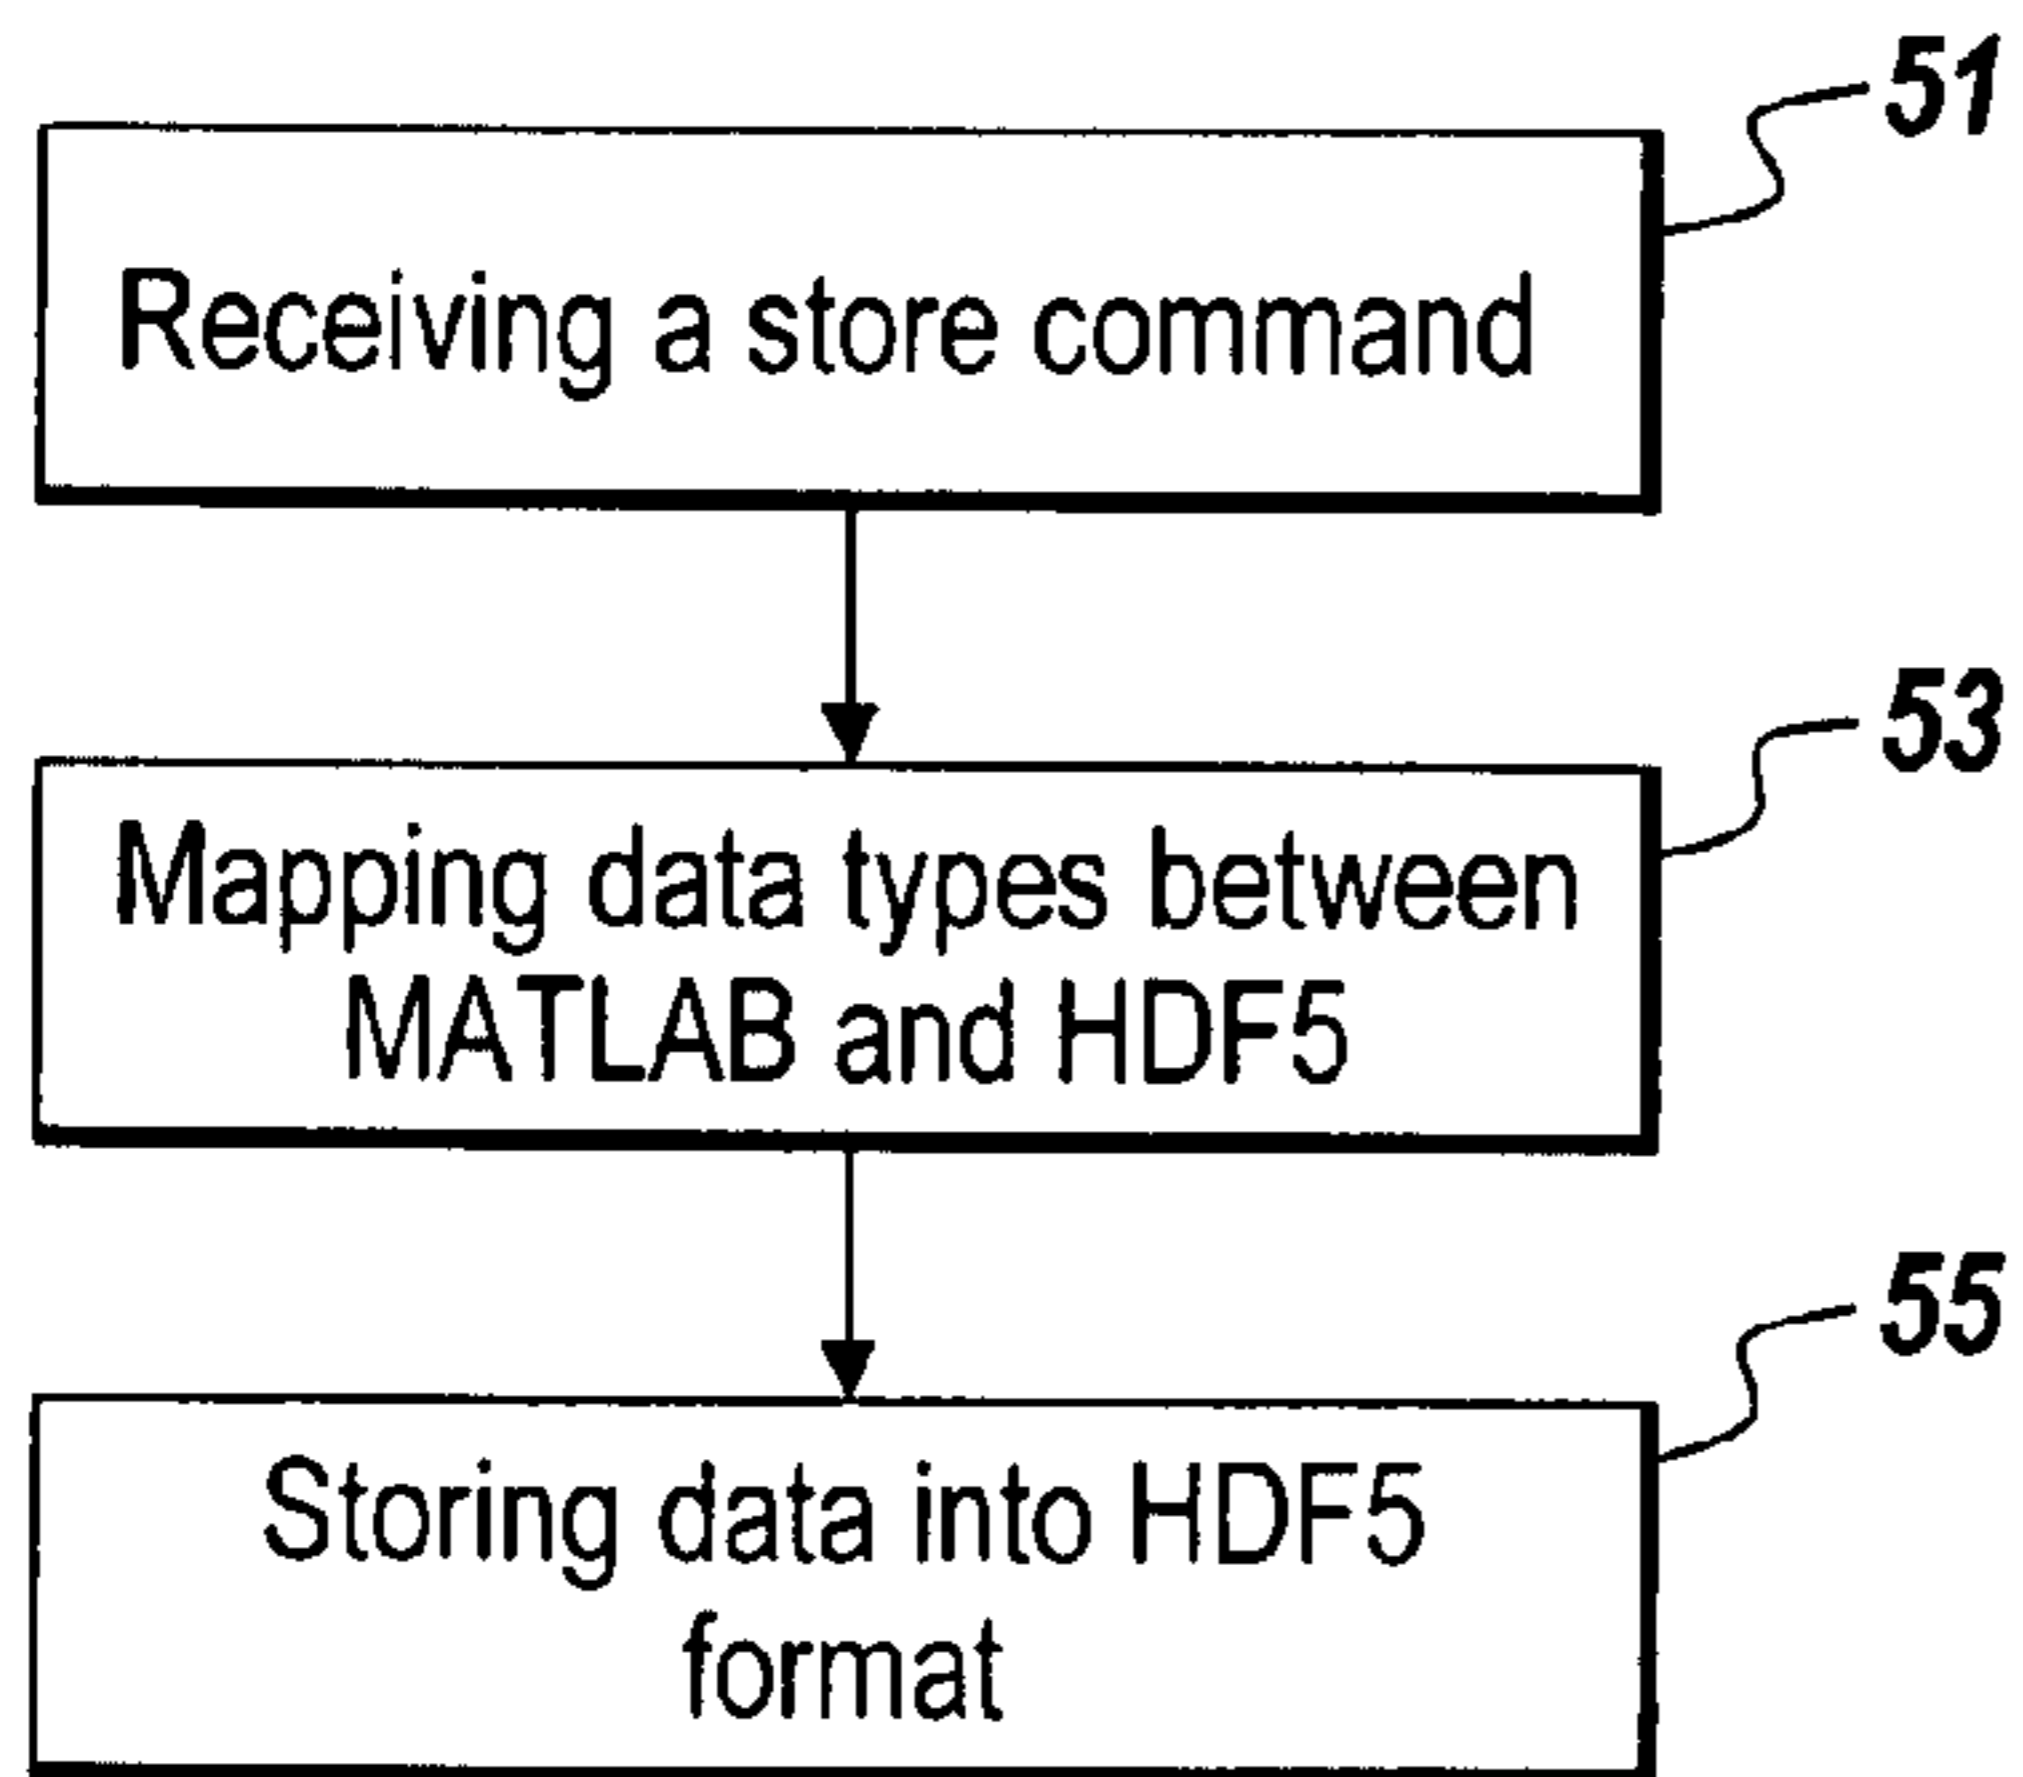 51
Receiving a store command
53
Mapping data types between
MATLAB and HDF5
55
Storing data into HDF5
format